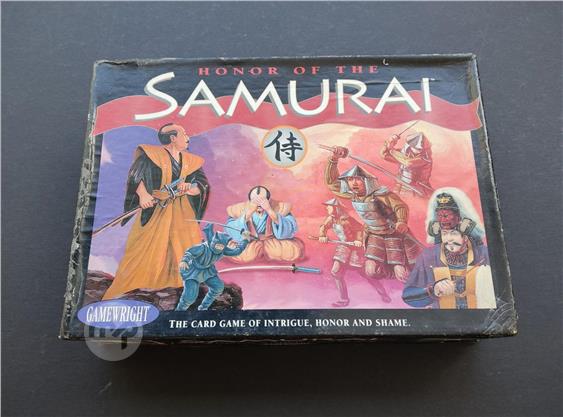 HONOR OF THE
SAMURAI
侍
GAMEWRIGHT
THE CARD GAME OF INTRIGUE, HONOR AND SHAME.